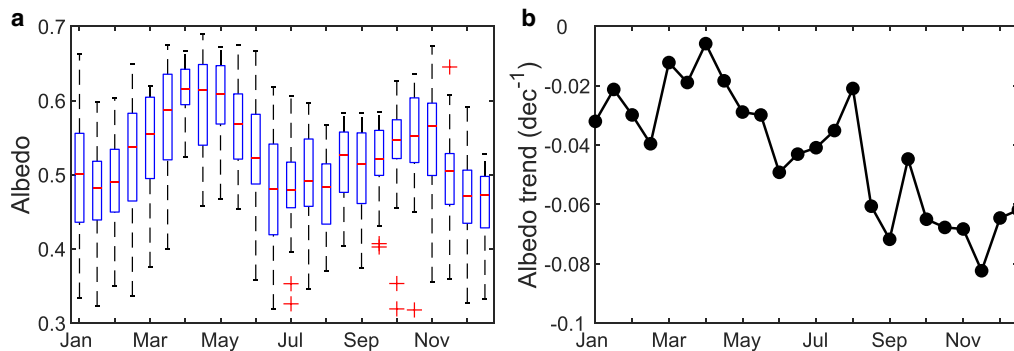 a
Albedo
0.7
0.6
0.5
0.4
0.3
Jan Mar May Jul Sep Nov
b
Albedo trend (dec⁻¹)
-0
-0.02
-0.04
-0.06
-0.08
-0.1
Jan Mar May Jul Sep Nov